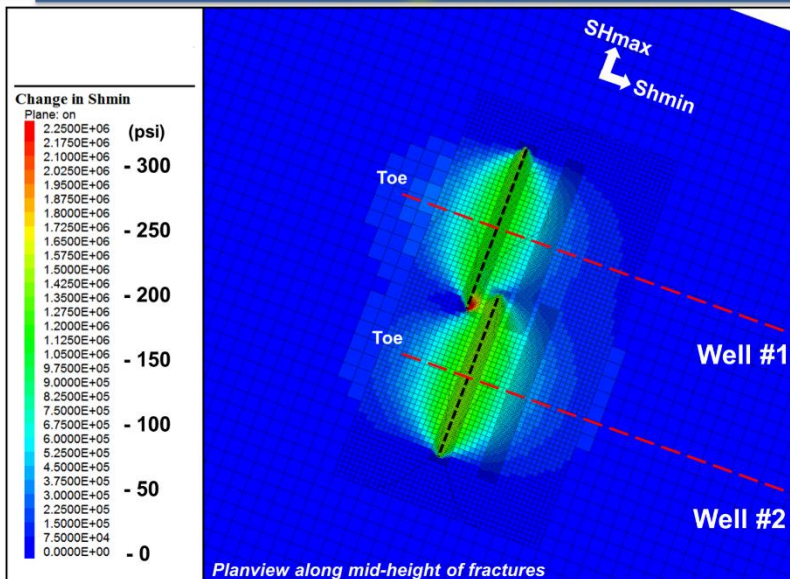 Change in Shmin
Plane: on
2.2500E+06
2.1750E+06
2.1000E+06
2.0250E+06
1.9500E+06
1.8750E+06
1.8000E+06
1.7250E+06
1.6500E+06
1.5750E+06
1.5000E+06
1.4250E+06
1.3500E+06
1.2750E+06
1.2000E+06
1.1250E+06
1.0500E+06
9.7500E+05
9.0000E+05
8.2500E+05
7.5000E+05
6.7500E+05
6.0000E+05
5.2500E+05
4.5000E+05
3.7500E+05
3.0000E+05
2.2500E+05
1.5000E+05
7.5000E+04
0.0000E+00
(psi)
- 300
- 250
- 200
- 150
- 100
- 50
- 0
SHmax
Shmin
Toe
Well #1
Toe
Well #2
Planview along mid-height of fractures